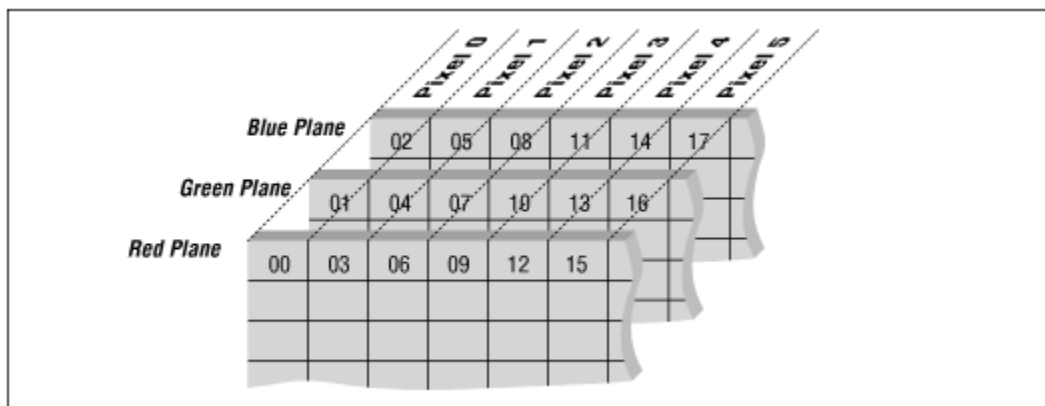 Pixel 0 Pixel 1 Pixel 2 Pixel 3 Pixel 4 Pixel 5
Blue Plane
02 05 08 11 14 17
Green Plane
01 04 07 10 13 16
Red Plane
00 03 06 09 12 15